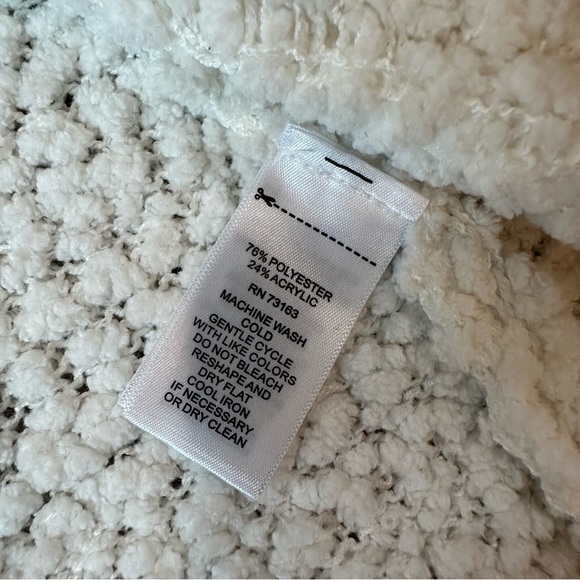 76% POLYESTER
24% ACRYLIC
RN 73163
MACHINE WASH
COLD
GENTLE CYCLE
WITH LIKE COLORS
DO NOT BLEACH
RESHAPE AND
DRY FLAT
COOL IRON
IF NECESSARY
OR DRY CLEAN